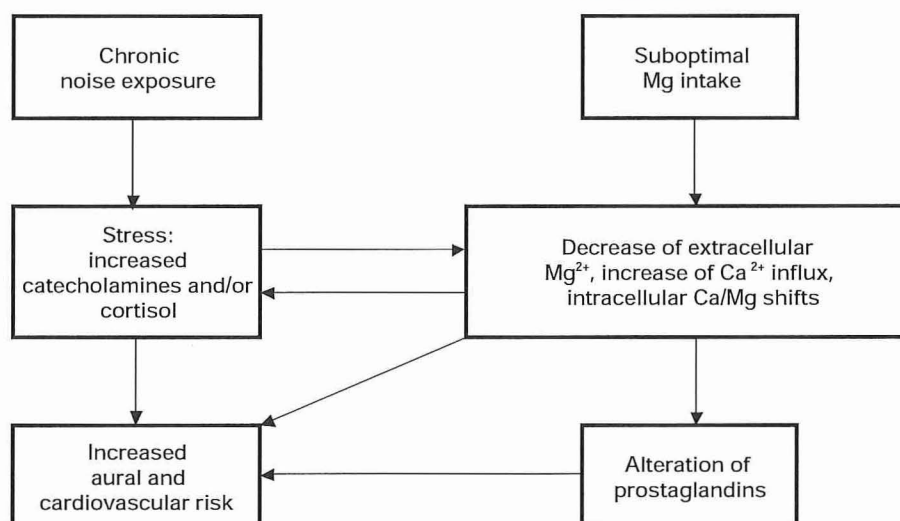 Chronic
noise exposure
Suboptimal
Mg intake
Stress:
increased
catecholamines and/or
cortisol
Decrease of extracellular
Mg²⁺, increase of Ca²⁺ influx,
intracellular Ca/Mg shifts
Increased
aural and
cardiovascular risk
Alteration of
prostaglandins